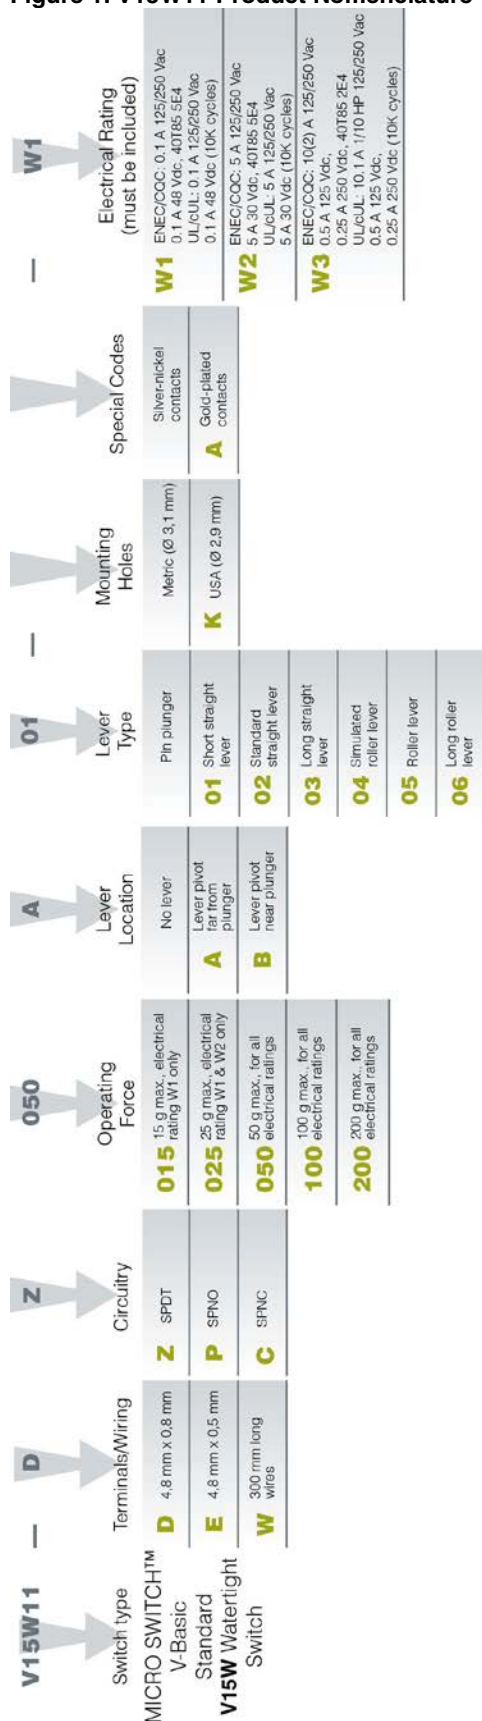 Figure 1. V15W11 Product Nomenclature
V15W11 — D Z 050 A 01 — — W1
Switch type
MICRO SWITCH™
V-Basic
Standard
V15W Watertight
Switch
Terminals/Wiring
D 4,8 mm x 0,8 mm
E 4,8 mm x 0,5 mm
W 300 mm long
wires
Circuitry
Z SPDT
P SPNO
C SPNC
Operating
Force
015 15 g max., electrical
rating W1 only
025 25 g max., electrical
rating W1 & W2 only
050 50 g max., for all
electrical ratings
100 100 g max., for all
electrical ratings
200 200 g max., for all
electrical ratings
Lever
Location
No lever
A Lever pivot
far from
plunger
B Lever pivot
near plunger
Lever
Type
Pin plunger
01 Short straight
lever
02 Standard
straight lever
03 Long straight
lever
04 Simulated
roller lever
05 Roller lever
06 Long roller
lever
Mounting
Holes
Metric (Ø 3,1 mm)
K USA (Ø 2,9 mm)
Special Codes
Silver-nickel
contacts
A Gold-plated
contacts
Electrical Rating
(must be included)
W1 ENEC/CQC: 0.1 A 125/250 Vac
0.1 A 48 Vdc, 40T85 5E4
UL/cUL: 0.1 A 125/250 Vac
0.1 A 48 Vdc (10K cycles)
W2 ENEC/CQC: 5 A 125/250 Vac
5 A 30 Vdc, 40T85 5E4
UL/cUL: 5 A 125/250 Vac
5 A 30 Vdc (10K cycles)
W3 ENEC/CQC: 10(2) A 125/250 Vac
0.5 A 125 Vdc,
0.25 A 250 Vdc, 40T85 2E4
UL/cUL: 10.1 A 1/10 HP 125/250 Vac
0.5 A 125 Vdc,
0.25 A 250 Vdc (10K cycles)